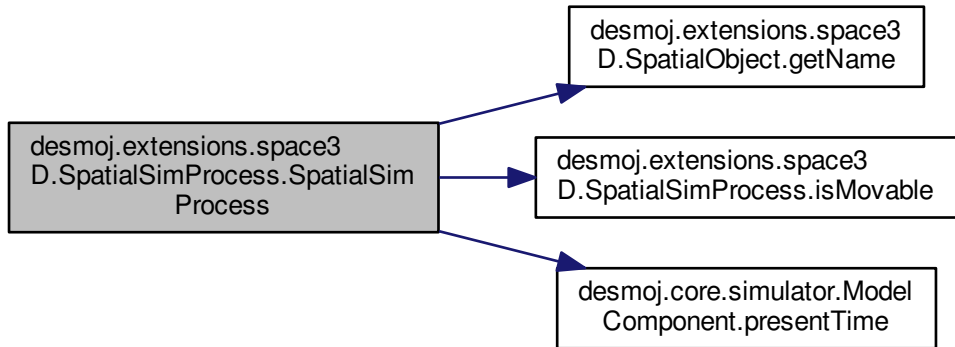 desmoj.extensions.space3
D.SpatialObject.getName
desmoj.extensions.space3
D.SpatialSimProcess.SpatialSim
Process
desmoj.extensions.space3
D.SpatialSimProcess.isMovable
desmoj.core.simulator.Model
Component.presentTime